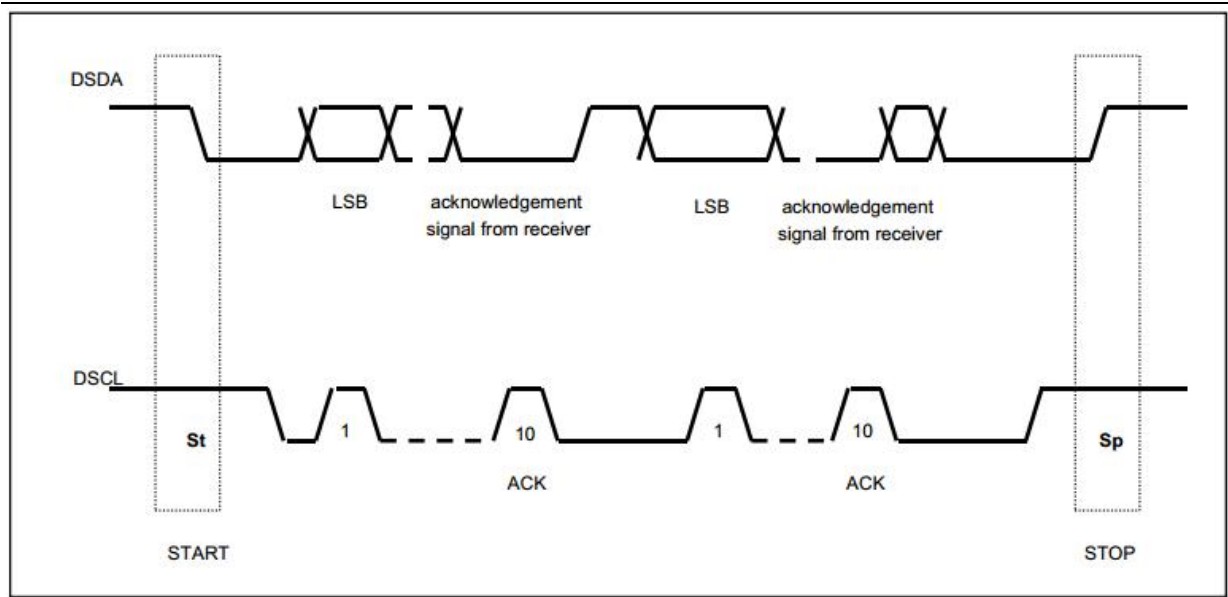 DSDA
LSB
acknowledgement
signal from receiver
LSB
acknowledgement
signal from receiver
DSCL
St
1
10
1
10
Sp
ACK
ACK
START
STOP